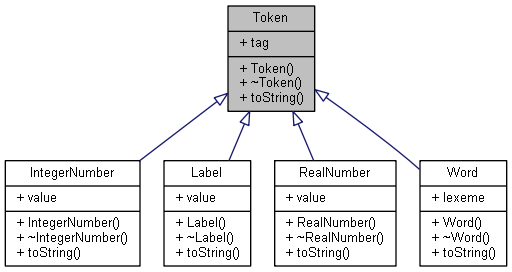 Token
+ tag
+ Token()
+ ~Token()
+ toString()
IntegerNumber
+ value
+ IntegerNumber()
+ ~IntegerNumber()
+ toString()
Label
+ value
+ Label()
+ ~Label()
+ toString()
RealNumber
+ value
+ RealNumber()
+ ~RealNumber()
+ toString()
Word
+ lexeme
+ Word()
+ ~Word()
+ toString()